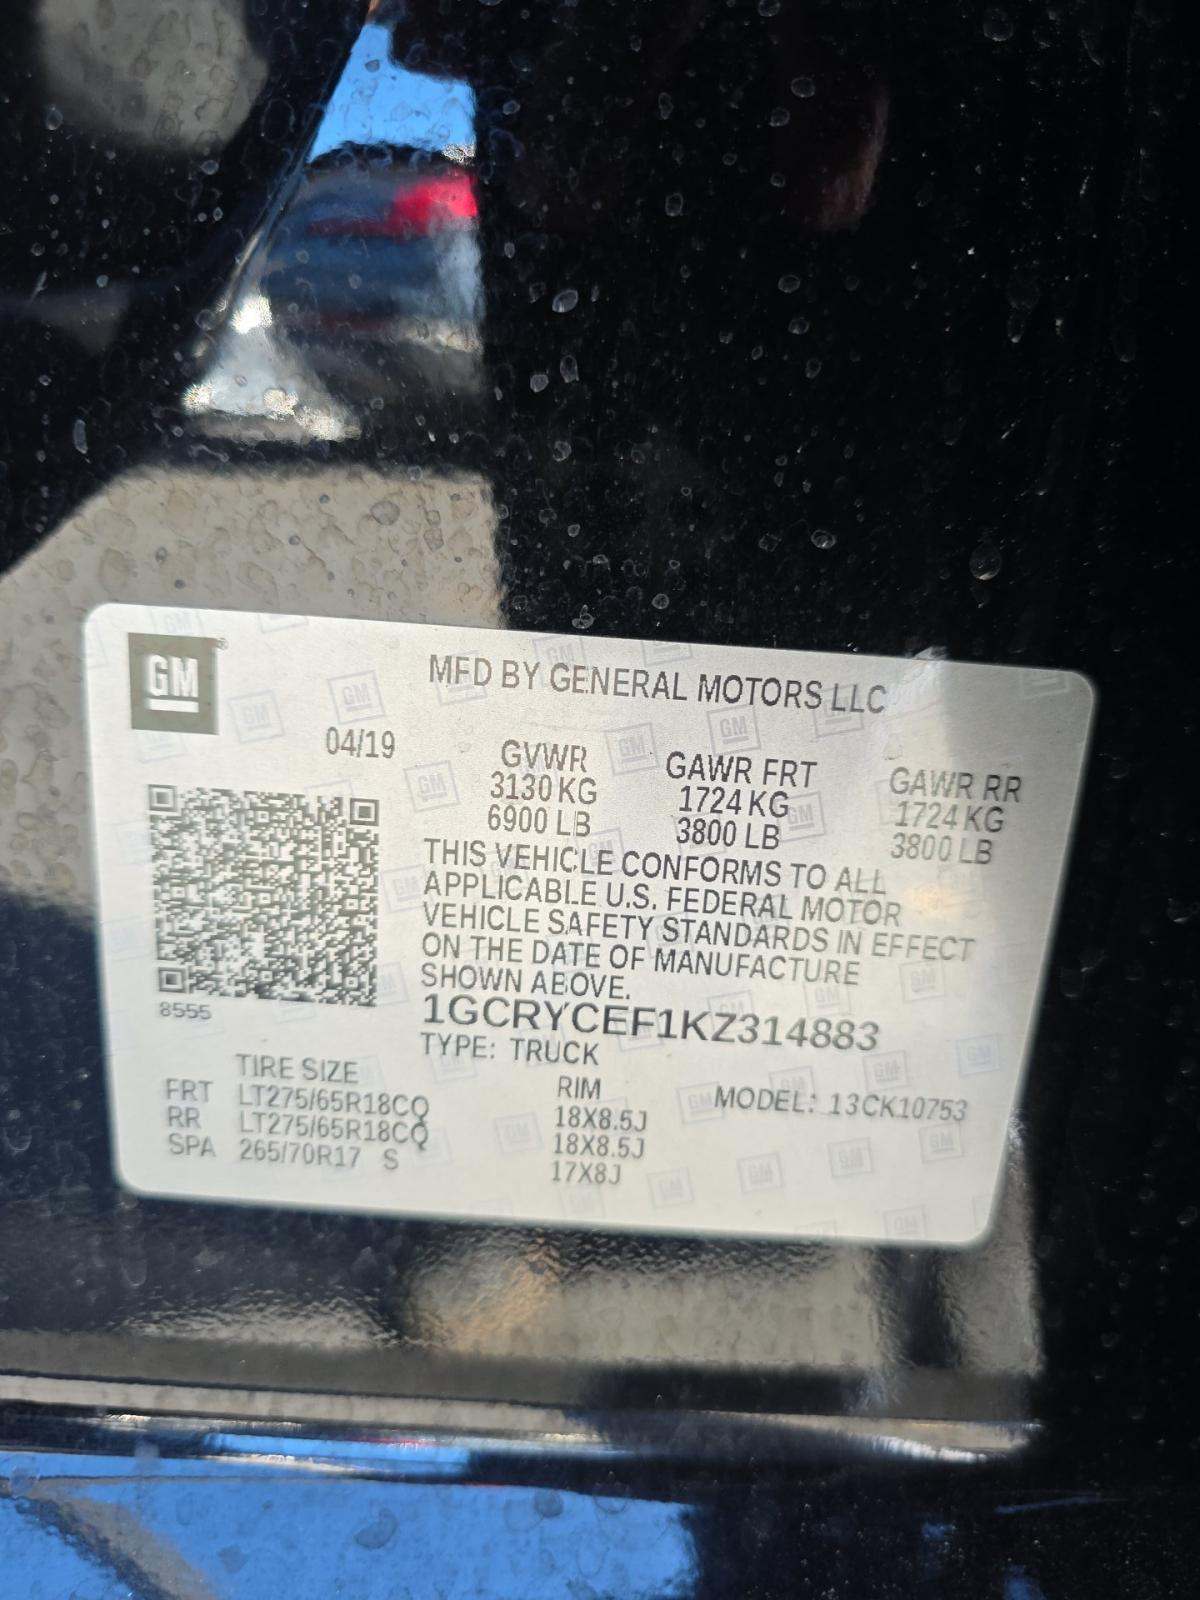 GM
MFD BY GENERAL MOTORS LLC
04/19
GVWR GAWR FRT GAWR RR
3130 KG 1724 KG 1724 KG
6900 LB 3800 LB 3800 LB
THIS VEHICLE CONFORMS TO ALL
APPLICABLE U.S. FEDERAL MOTOR
VEHICLE SAFETY STANDARDS IN EFFECT
ON THE DATE OF MANUFACTURE
SHOWN ABOVE.
8555
1GCRYCEF1KZ314883
TYPE: TRUCK
TIRE SIZE RIM MODEL: 13CK10753
FRT LT275/65R18CQ 18X8.5J
RR LT275/65R18CQ 18X8.5J
SPA 265/70R17 S 17X8J